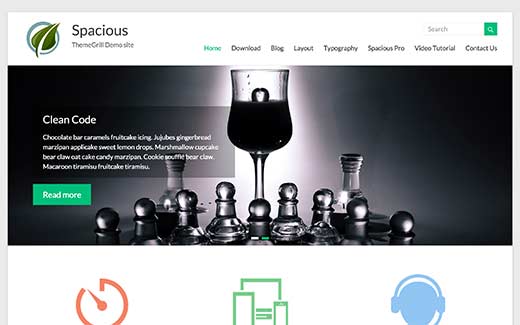 Spacious
ThemeGrill Demo site
Search
Home Download Blog Layout Typography Spacious Pro Video Tutorial Contact Us
Clean Code
Chocolate bar caramels fruitcake icing. Jujubes gingerbread
marzipan applicake sweet lemon drops. Marshmallow cupcake
bear claw oat cake candy marzipan. Cookie soufflé bear claw.
Macaroon tiramisu fruitcake tiramisu.
Read more